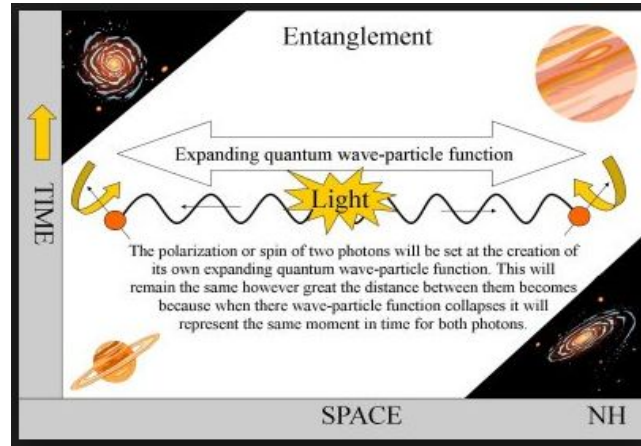 Entanglement
Expanding quantum wave-particle function
Light
TIME
The polarization or spin of two photons will be set at the creation of
its own expanding quantum wave-particle function. This will
remain the same however great the distance between them becomes
because when there wave-particle function collapses it will
represent the same moment in time for both photons.
SPACE
NH